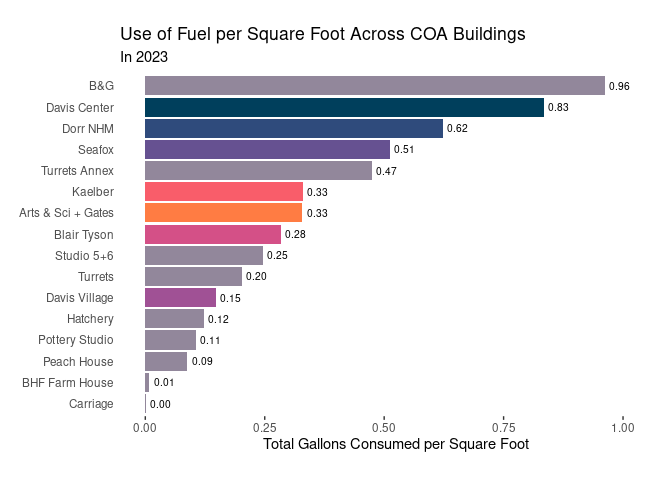 Use of Fuel per Square Foot Across COA Buildings
In 2023
B&G 0.96
Davis Center 0.83
Dorr NHM 0.62
Seafox 0.51
Turrets Annex 0.47
Kaelber 0.33
Arts & Sci + Gates 0.33
Blair Tyson 0.28
Studio 5+6 0.25
Turrets 0.20
Davis Village 0.15
Hatchery 0.12
Pottery Studio 0.11
Peach House 0.09
BHF Farm House 0.01
Carriage 0.00
0.00 0.25 0.50 0.75 1.00
Total Gallons Consumed per Square Foot